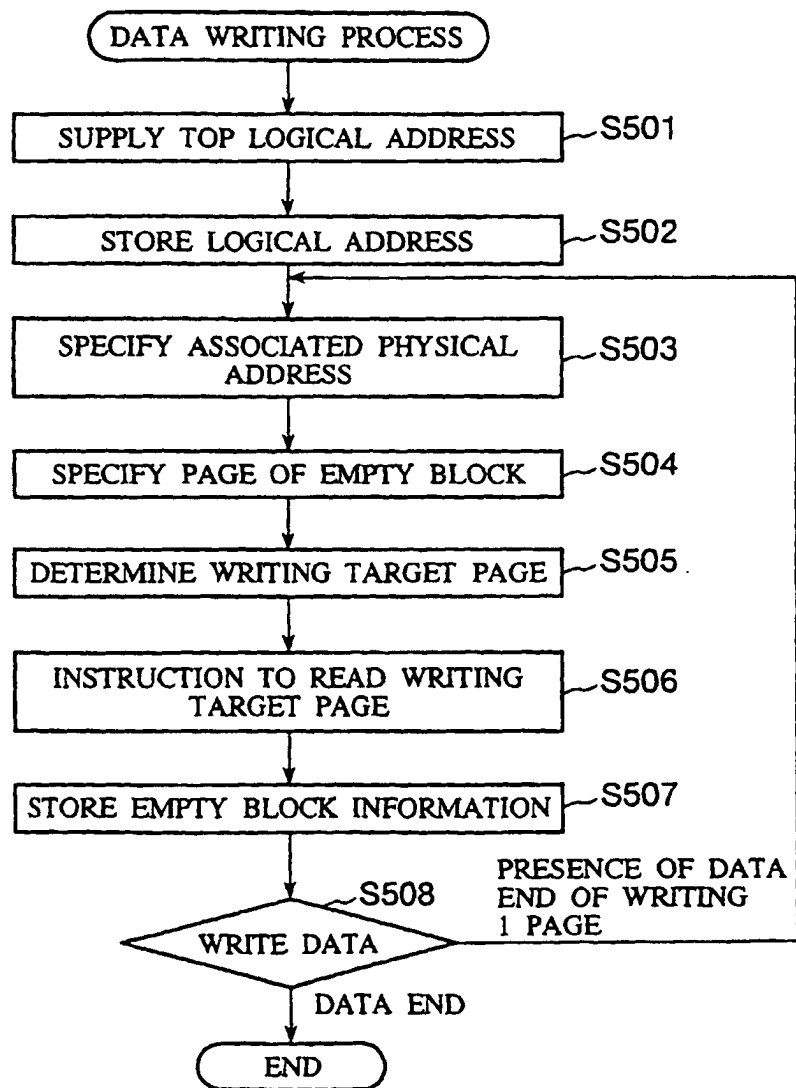 DATA WRITING PROCESS
SUPPLY TOP LOGICAL ADDRESS
S501
STORE LOGICAL ADDRESS
S502
SPECIFY ASSOCIATED PHYSICAL
ADDRESS
S503
SPECIFY PAGE OF EMPTY BLOCK
S504
DETERMINE WRITING TARGET PAGE
S505
INSTRUCTION TO READ WRITING
TARGET PAGE
S506
STORE EMPTY BLOCK INFORMATION
S507
S508
WRITE DATA
PRESENCE OF DATA
END OF WRITING
1 PAGE
DATA END
END